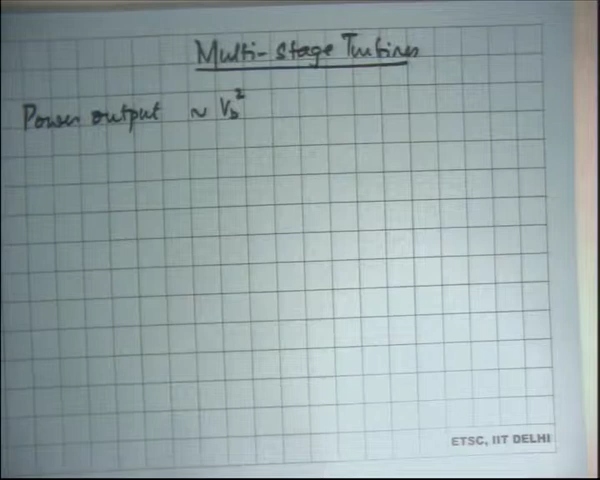 Multi-stage Turbines
Power output ~ V_b^2
ETSC, IIT DELHI